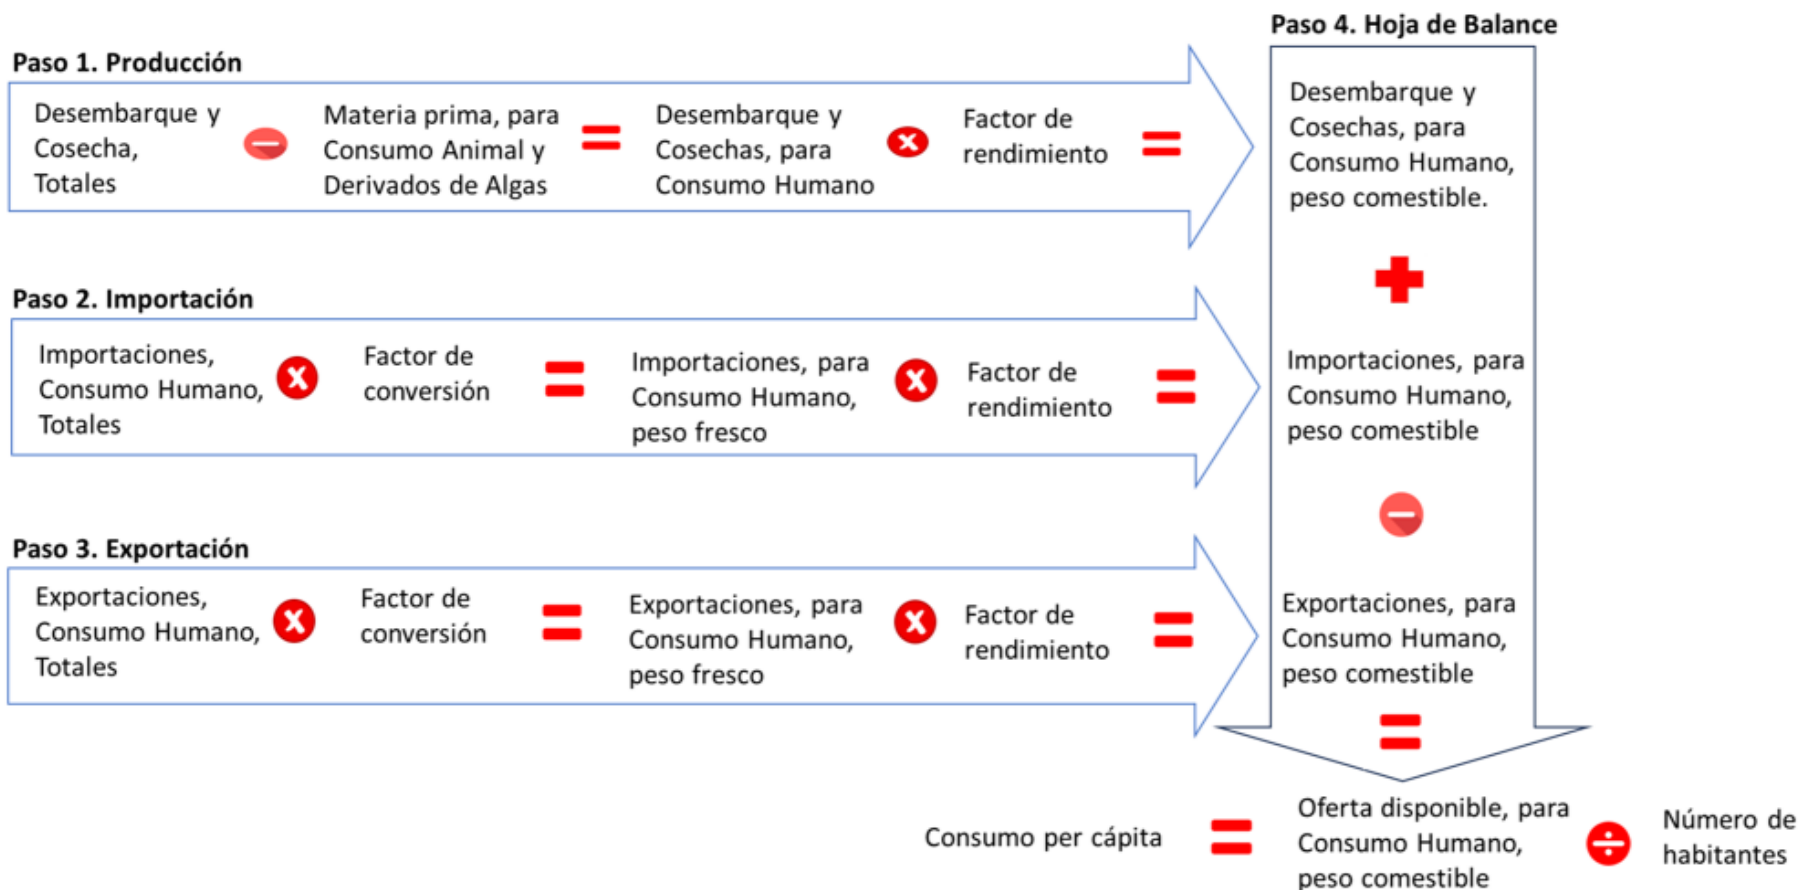 Paso 1. Producción
Desembarque y
Cosecha,
Totales
Materia prima, para
Consumo Animal y
Derivados de Algas
=
Desembarque y
Cosechas, para
Consumo Humano
x
Factor de
rendimiento
=
Paso 2. Importación
Importaciones,
Consumo Humano,
Totales
x
Factor de
conversión
=
Importaciones, para
Consumo Humano,
peso fresco
x
Factor de
rendimiento
=
Paso 3. Exportación
Exportaciones,
Consumo Humano,
Totales
x
Factor de
conversión
=
Exportaciones, para
Consumo Humano,
peso fresco
x
Factor de
rendimiento
=
Paso 4. Hoja de Balance
Desembarque y
Cosechas, para
Consumo Humano,
peso comestible.
+
Importaciones, para
Consumo Humano,
peso comestible
−
Exportaciones, para
Consumo Humano,
peso comestible
=
Consumo per cápita
=
Oferta disponible, para
Consumo Humano,
peso comestible
÷
Número de
habitantes